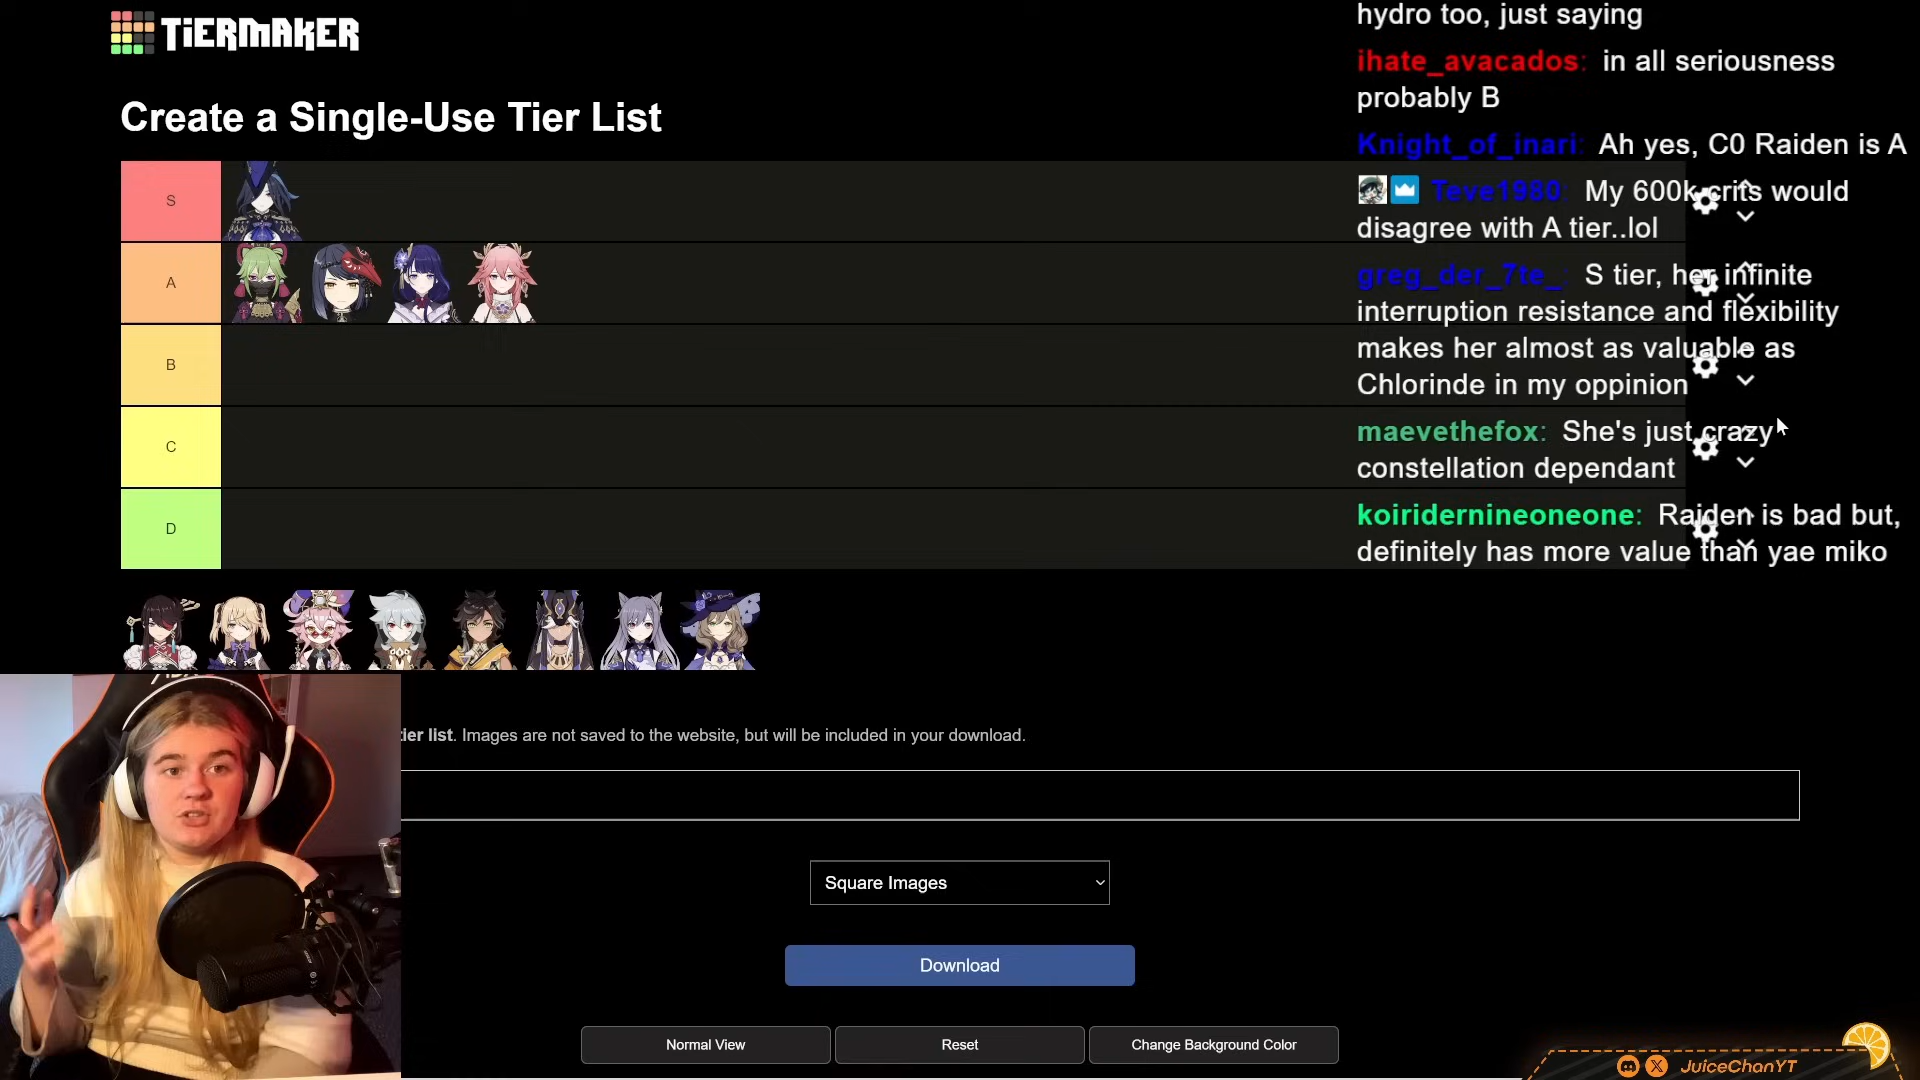 TiERMAKER
Create a Single-Use Tier List
S
A
B
C
D
hydro too, just saying
ihate_avacados: in all seriousness
probably B
Knight_of_inari: Ah yes, C0 Raiden is A
Teve1980: My 600k crits would
disagree with A tier..lol
greg_der_7te_: S tier, her infinite
interruption resistance and flexibility
makes her almost as valuable as
Chlorinde in my oppinion
maevethefox: She's just crazy
constellation dependant
koiridernineoneone: Raiden is bad but,
definitely has more value than yae miko
tier list. Images are not saved to the website, but will be included in your download.
Square Images
Download
Normal View
Reset
Change Background Color
JuiceChanYT